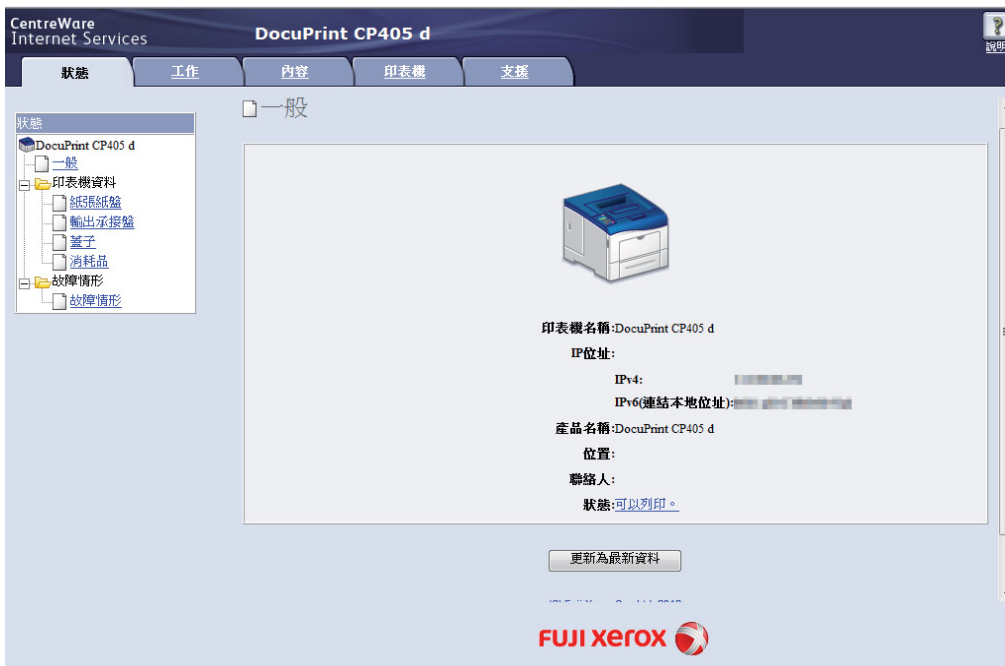 CentreWare
Internet Services
DocuPrint CP405 d
?
說明
狀態
工作
內容
印表機
支援
一般
狀態
DocuPrint CP405 d
一般
印表機資料
紙張紙盤
輸出承接盤
蓋子
消耗品
故障情形
故障情形
印表機名稱:DocuPrint CP405 d
IP位址:
IPv4:
IPv6(連結本地位址):
產品名稱:DocuPrint CP405 d
位置:
聯絡人:
狀態:可以列印。
更新為最新資料
FUJI xerox